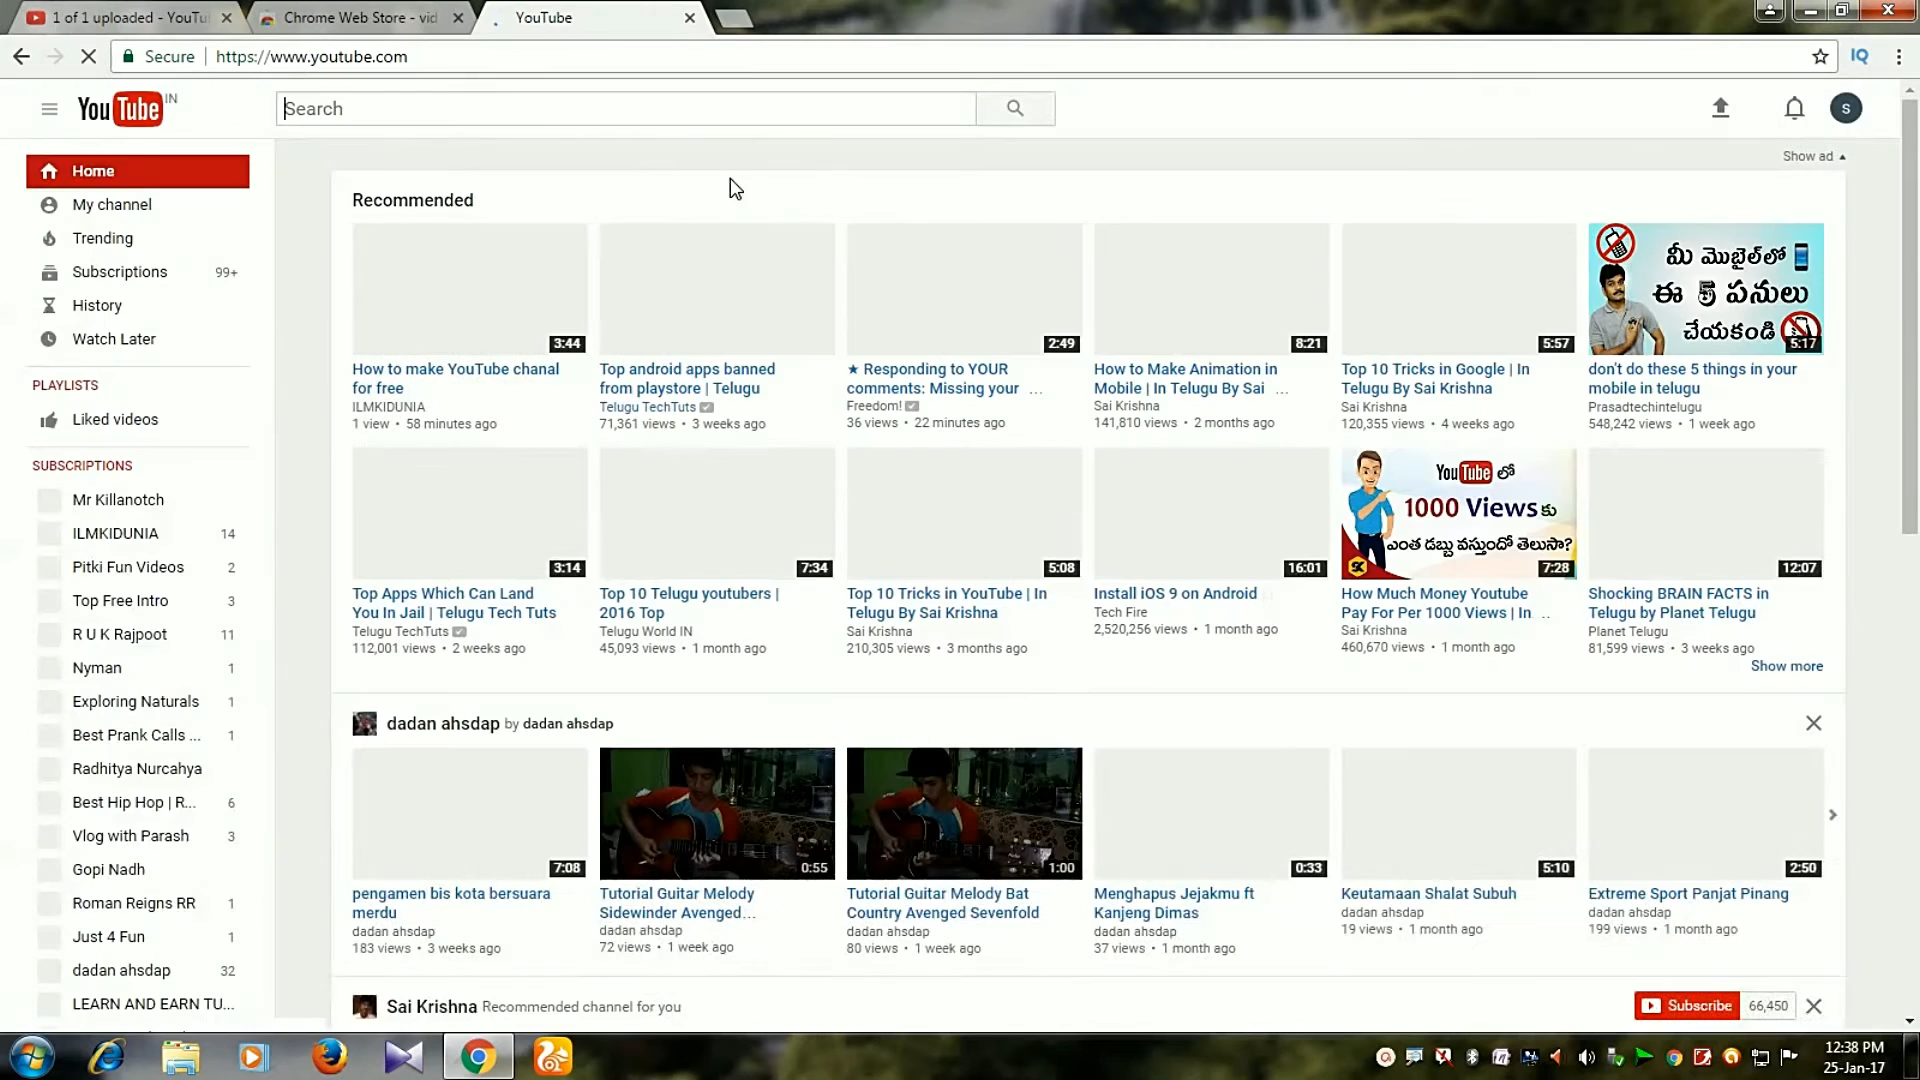 1 of 1 uploaded - YouTu
Chrome Web Store - vid
YouTube
Secure
https://www.youtube.com
IQ
YouTube IN
Search
S
Home
My channel
Trending
Subscriptions 99+
History
Watch Later
PLAYLISTS
Liked videos
SUBSCRIPTIONS
Mr Killanotch
ILMKIDUNIA 14
Pitki Fun Videos 2
Top Free Intro 3
R U K Rajpoot 11
Nyman 1
Exploring Naturals 1
Best Prank Calls ... 1
Radhitya Nurcahya
Best Hip Hop | R... 6
Vlog with Parash 3
Gopi Nadh
Roman Reigns RR 1
Just 4 Fun 1
dadan ahsdap 32
LEARN AND EARN TU...
Show ad
Recommended
3:44
How to make YouTube chanal
for free
ILMKIDUNIA
1 view • 58 minutes ago
Top android apps banned
from playstore | Telugu
Telugu TechTuts
71,361 views • 3 weeks ago
2:49
★ Responding to YOUR
comments: Missing your ...
Freedom!
36 views • 22 minutes ago
8:21
How to Make Animation in
Mobile | In Telugu By Sai ...
Sai Krishna
141,810 views • 2 months ago
5:57
Top 10 Tricks in Google | In
Telugu By Sai Krishna
Sai Krishna
120,355 views • 4 weeks ago
మీ మొబైల్‌లో
ఈ 5 పనులు
చేయకండి
5:17
don't do these 5 things in your
mobile in telugu
Prasadtechintelugu
548,242 views • 1 week ago
3:14
Top Apps Which Can Land
You In Jail | Telugu Tech Tuts
Telugu TechTuts
112,001 views • 2 weeks ago
7:34
Top 10 Telugu youtubers |
2016 Top
Telugu World IN
45,093 views • 1 month ago
5:08
Top 10 Tricks in YouTube | In
Telugu By Sai Krishna
Sai Krishna
210,305 views • 3 months ago
16:01
Install iOS 9 on Android
Tech Fire
2,520,256 views • 1 month ago
YouTube లో
1000 Views కు
ఎంత డబ్బు వస్తుందో తెలుసా?
SK
7:28
How Much Money Youtube
Pay For Per 1000 Views | In ..
Sai Krishna
460,670 views • 1 month ago
12:07
Shocking BRAIN FACTS in
Telugu by Planet Telugu
Planet Telugu
81,599 views • 3 weeks ago
Show more
dadan ahsdap by dadan ahsdap
7:08
pengamen bis kota bersuara
merdu
dadan ahsdap
183 views • 3 weeks ago
0:55
Tutorial Guitar Melody
Sidewinder Avenged...
dadan ahsdap
72 views • 1 week ago
1:00
Tutorial Guitar Melody Bat
Country Avenged Sevenfold
dadan ahsdap
80 views • 1 week ago
0:33
Menghapus Jejakmu ft
Kanjeng Dimas
dadan ahsdap
37 views • 1 month ago
5:10
Keutamaan Shalat Subuh
dadan ahsdap
19 views • 1 month ago
2:50
Extreme Sport Panjat Pinang
dadan ahsdap
199 views • 1 month ago
Sai Krishna Recommended channel for you
Subscribe 66,450
12:38 PM
25-Jan-17